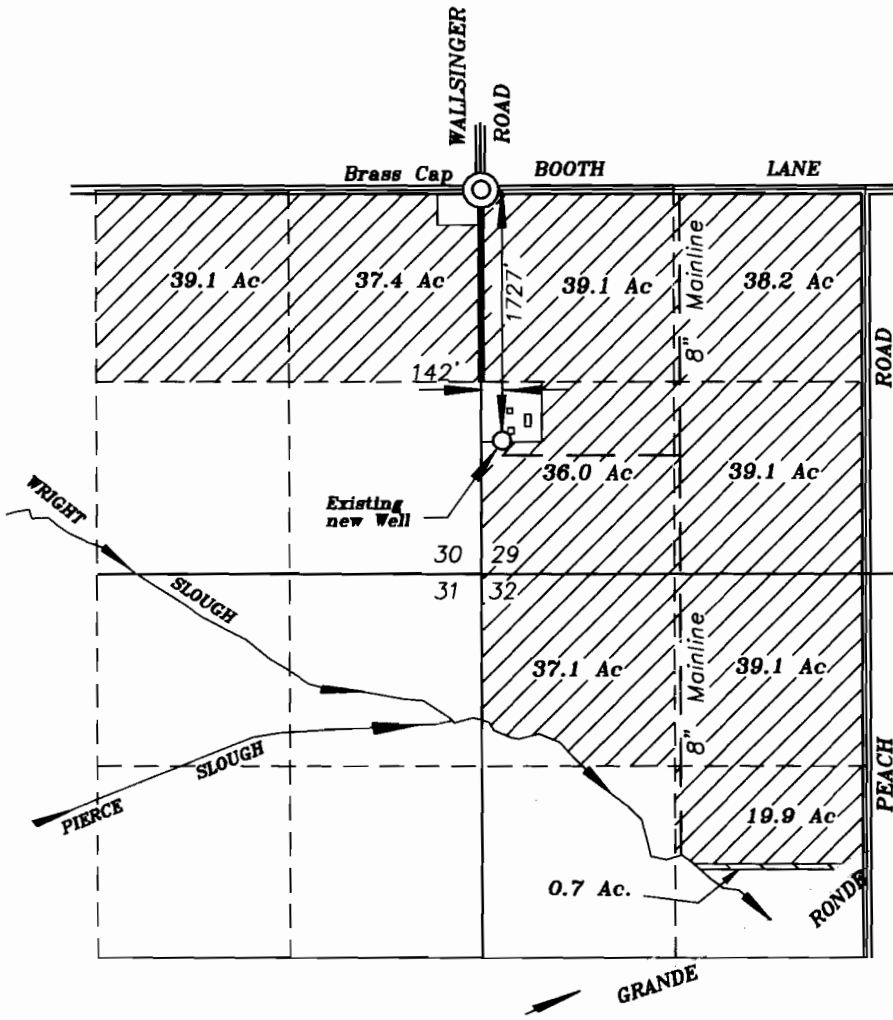 WALLSINGER
ROAD
Brass Cap
BOOTH
LANE
39.1 Ac
37.4 Ac
39.1 Ac
38.2 Ac
8" Mainline
1727'
142'
ROAD
36.0 Ac
39.1 Ac
Existing
new Well
WRIGHT
SLOUGH
30 29
31 32
37.1 Ac
39.1 Ac
8" Mainline
PIERCE
SLOUGH
PEACH
19.9 Ac
0.7 Ac.
RONDE
GRANDE